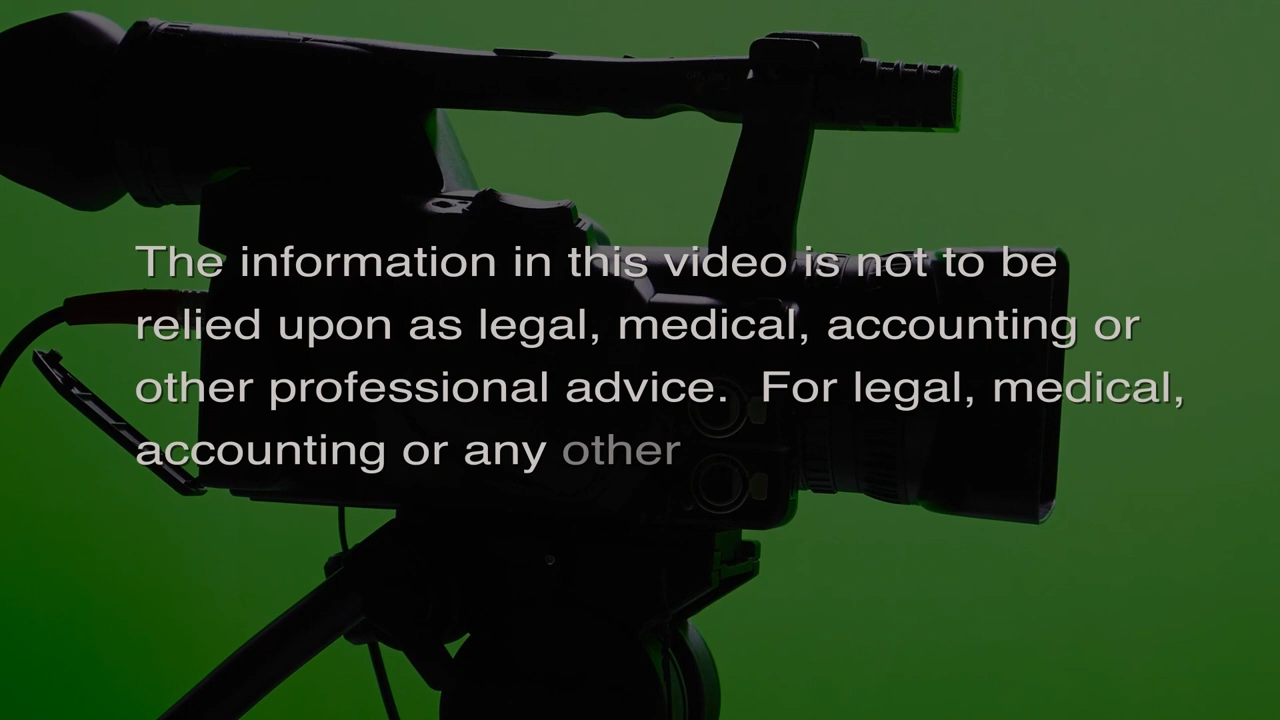 The information in this video is not to be
relied upon as legal, medical, accounting or
other professional advice.  For legal, medical,
accounting or any other